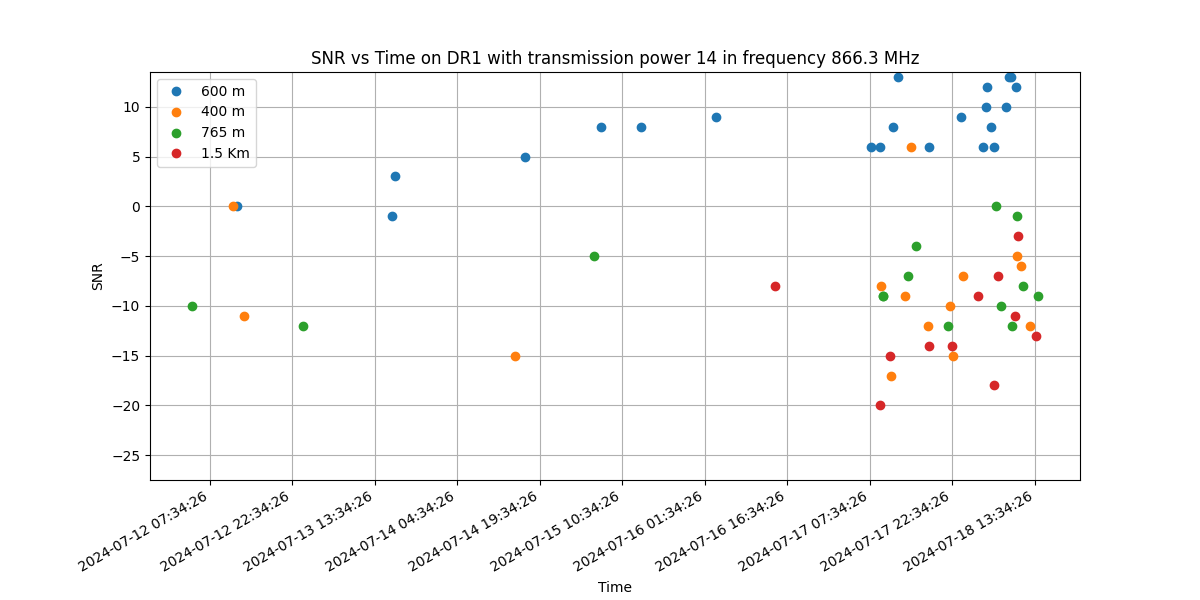 SNR vs Time on DR1 with transmission power 14 in frequency 866.3 MHz
600 m
400 m
765 m
1.5 Km
10
5
0
−5
−10
−15
−20
−25
SNR
2024-07-12 07:34:26
2024-07-12 22:34:26
2024-07-13 13:34:26
2024-07-14 04:34:26
2024-07-14 19:34:26
2024-07-15 10:34:26
2024-07-16 01:34:26
2024-07-16 16:34:26
2024-07-17 07:34:26
2024-07-17 22:34:26
2024-07-18 13:34:26
Time